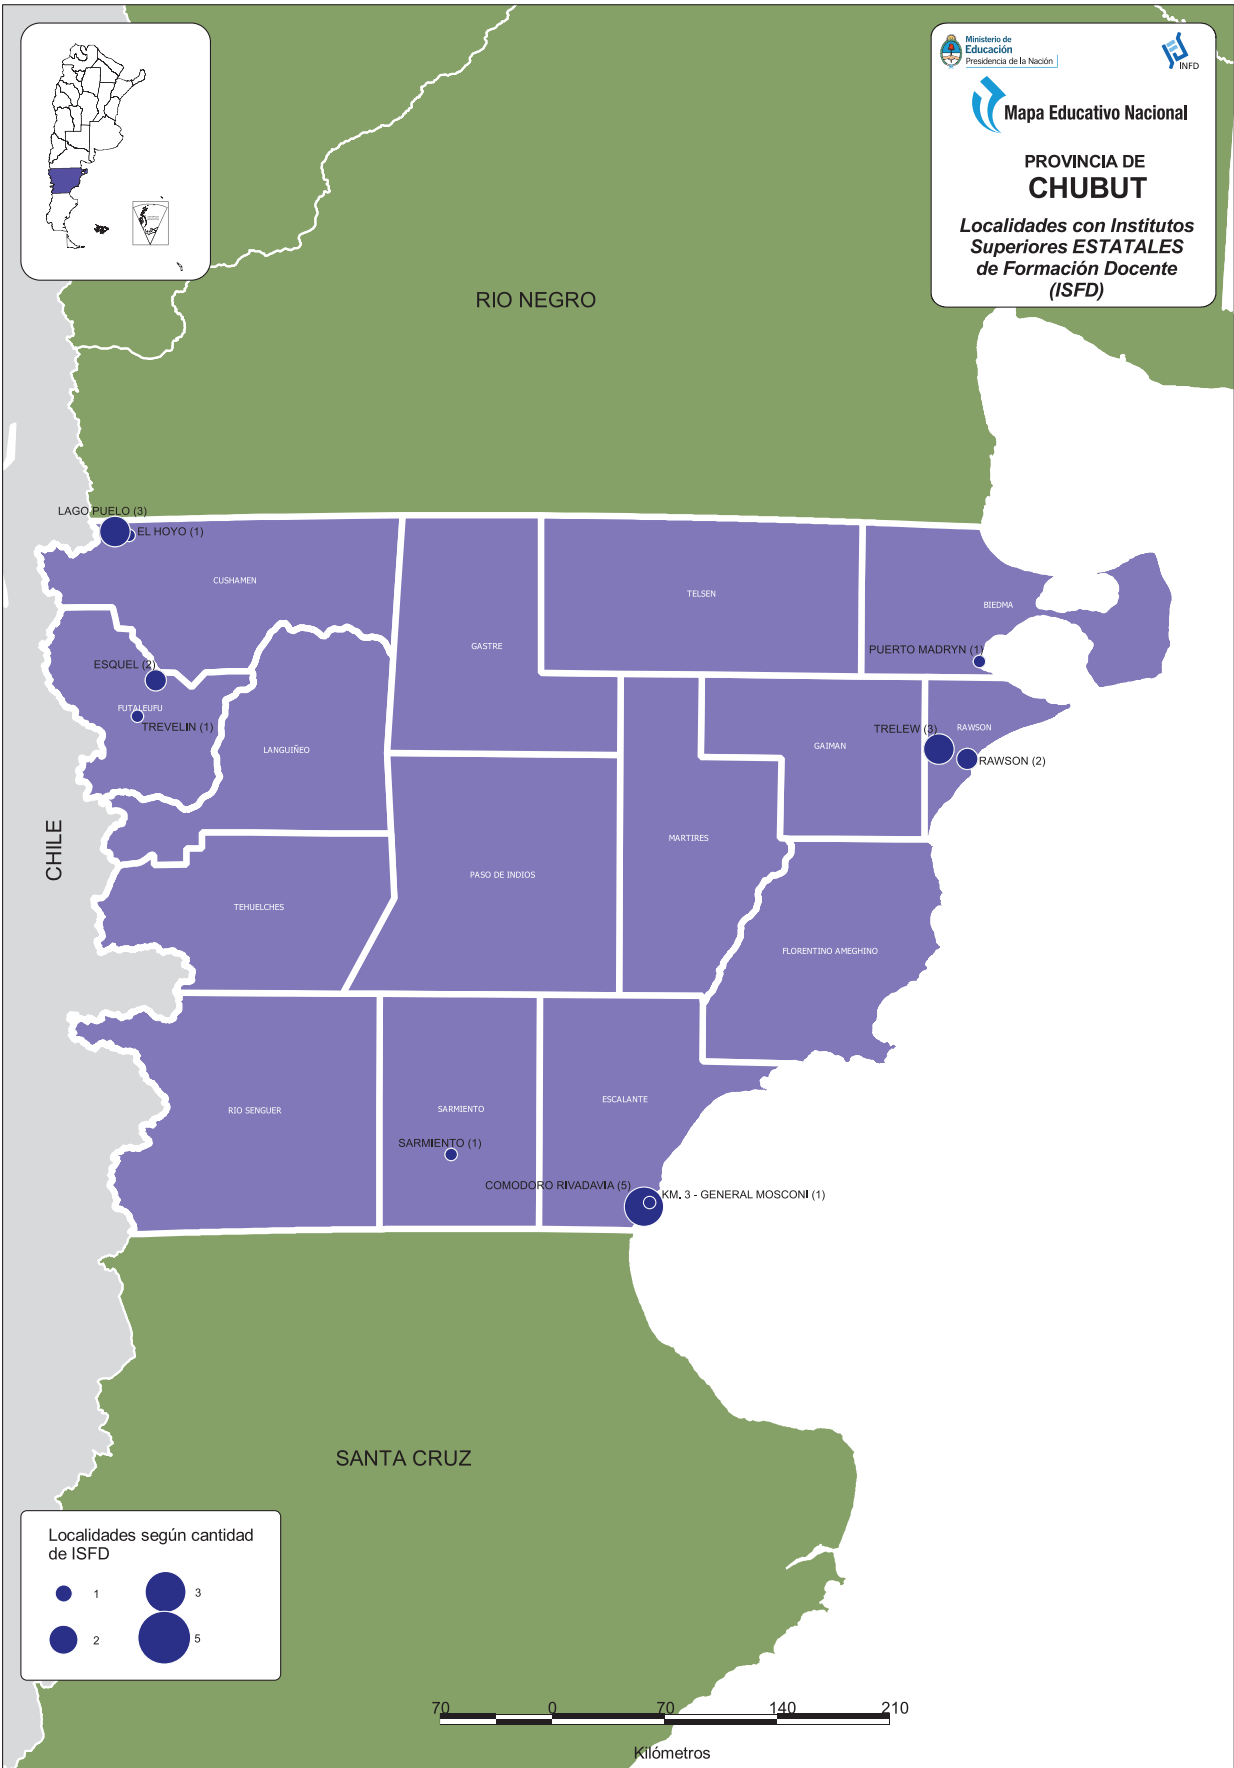 Ministerio de
Educación
Presidencia de la Nación
INFD
Mapa Educativo Nacional
PROVINCIA DE
CHUBUT
Localidades con Institutos
Superiores ESTATALES
de Formación Docente
(ISFD)
RIO NEGRO
LAGO PUELO (3)
EL HOYO (1)
CUSHAMEN
TELSEN
BIEDMA
GASTRE
PUERTO MADRYN (1)
ESQUEL (2)
FUTALEUFU
TREVELIN (1)
LANGUIÑEO
GAIMAN
TRELEW (3)
RAWSON
RAWSON (2)
CHILE
MARTIRES
PASO DE INDIOS
TEHUELCHES
FLORENTINO AMEGHINO
RIO SENGUER
SARMIENTO
ESCALANTE
SARMIENTO (1)
COMODORO RIVADAVIA (5)
KM. 3 - GENERAL MOSCONI (1)
SANTA CRUZ
Localidades según cantidad
de ISFD
1
3
2
5
70 0 70 140 210
Kilómetros